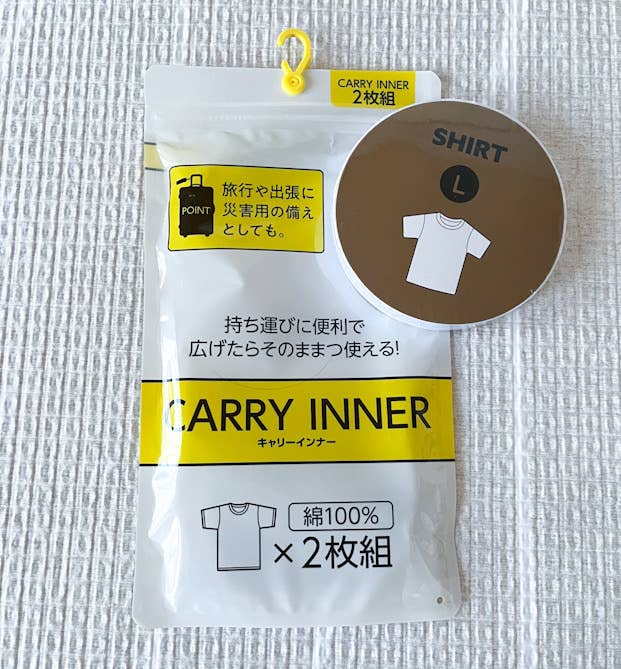 CARRY INNER
2枚組
SHIRT
L
POINT
旅行や出張に
災害用の備え
としても。
持ち運びに便利で
広げたらそのままつ使える!
CARRY INNER
キャリーインナー
綿100%
×2枚組